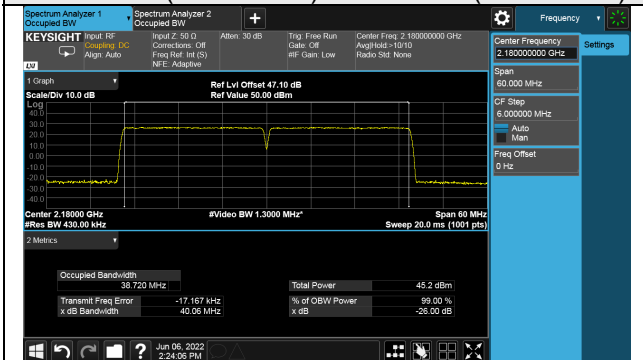 Spectrum Analyzer 1
Occupied BW
Spectrum Analyzer 2
Occupied BW
+
Frequency
KEYSIGHT
Input: RF
Coupling: DC
Align: Auto
Input Z: 50 Ω
Corrections: Off
Freq Ref: Int (S)
NFE: Adaptive
Atten: 30 dB
Trig: Free Run
Gate: Off
#IF Gain: Low
Center Freq: 2.180000000 GHz
Avg|Hold:>10/10
Radio Std: None
LXI
Center Frequency
2.180000000 GHz
Settings
Span
60.000 MHz
CF Step
6.000000 MHz
Auto
Man
Freq Offset
0 Hz
1 Graph
Scale/Div 10.0 dB
Ref Lvl Offset 47.10 dB
Ref Value 50.00 dBm
Log
40.0
30.0
20.0
10.0
0.00
-10.0
-20.0
-30.0
-40.0
Center 2.18000 GHz
#Video BW 1.3000 MHz*
Span 60 MHz
#Res BW 430.00 kHz
Sweep 20.0 ms (1001 pts)
2 Metrics
Occupied Bandwidth
38.720 MHz
Total Power 45.2 dBm
Transmit Freq Error -17.167 kHz
% of OBW Power 99.00 %
x dB Bandwidth 40.06 MHz
x dB -26.00 dB
?
Jun 06, 2022
2:24:06 PM